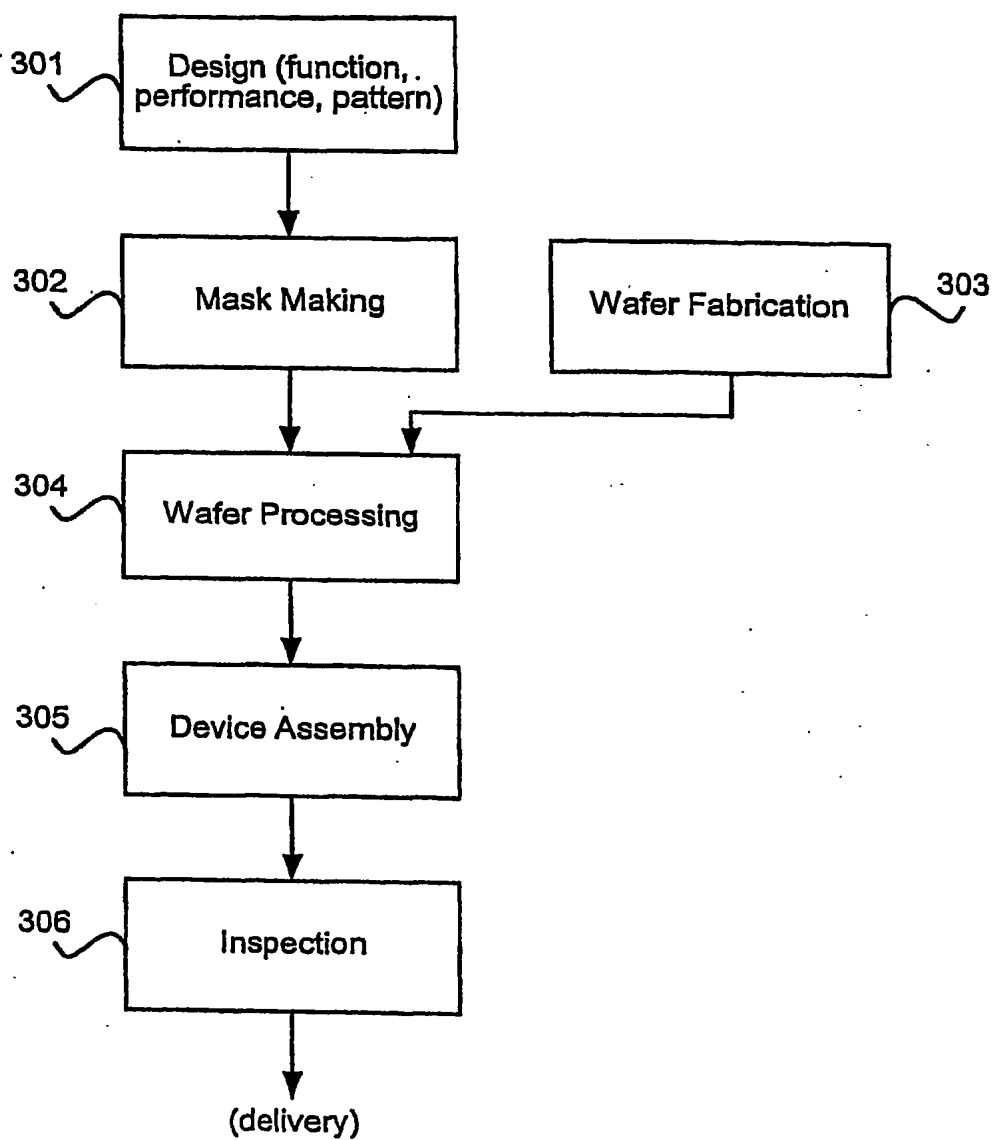 301
Design (function,
performance, pattern)
302
Mask Making
Wafer Fabrication
303
304
Wafer Processing
305
Device Assembly
306
Inspection
(delivery)